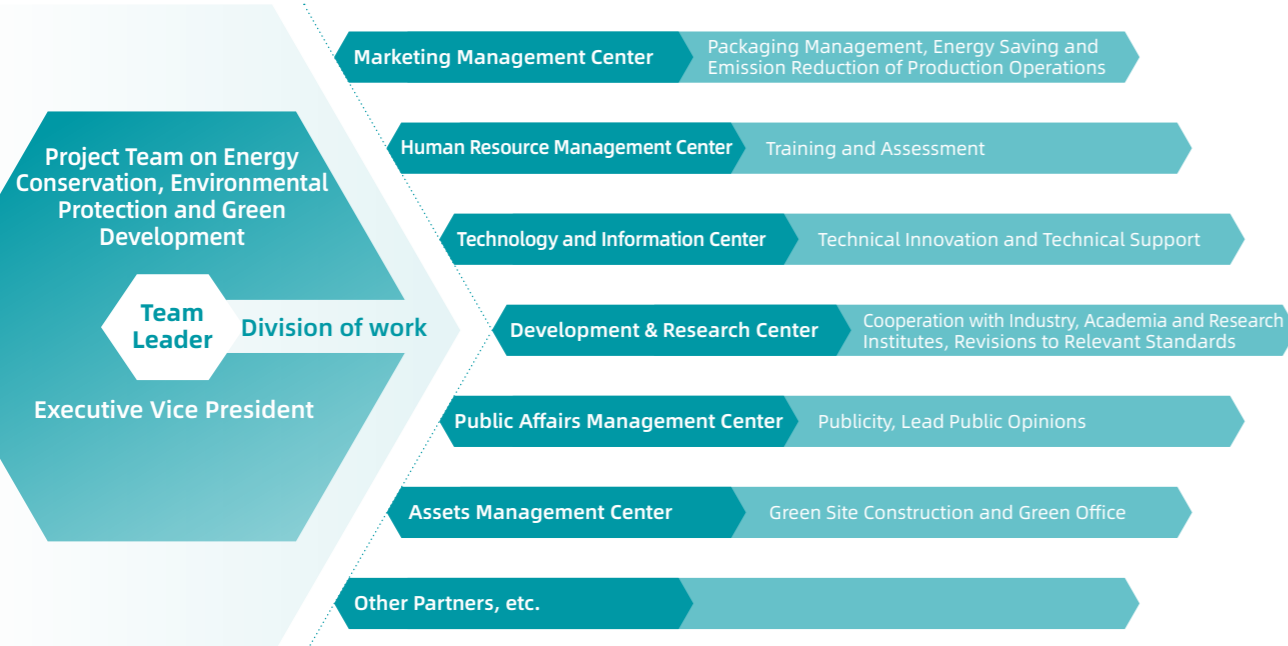 Project Team on Energy
Conservation, Environmental
Protection and Green
Development
Team
Leader
Division of work
Executive Vice President
Marketing Management Center
Packaging Management, Energy Saving and
Emission Reduction of Production Operations
Human Resource Management Center
Training and Assessment
Technology and Information Center
Technical Innovation and Technical Support
Development & Research Center
Cooperation with Industry, Academia and Research
Institutes, Revisions to Relevant Standards
Public Affairs Management Center
Publicity, Lead Public Opinions
Assets Management Center
Green Site Construction and Green Office
Other Partners, etc.